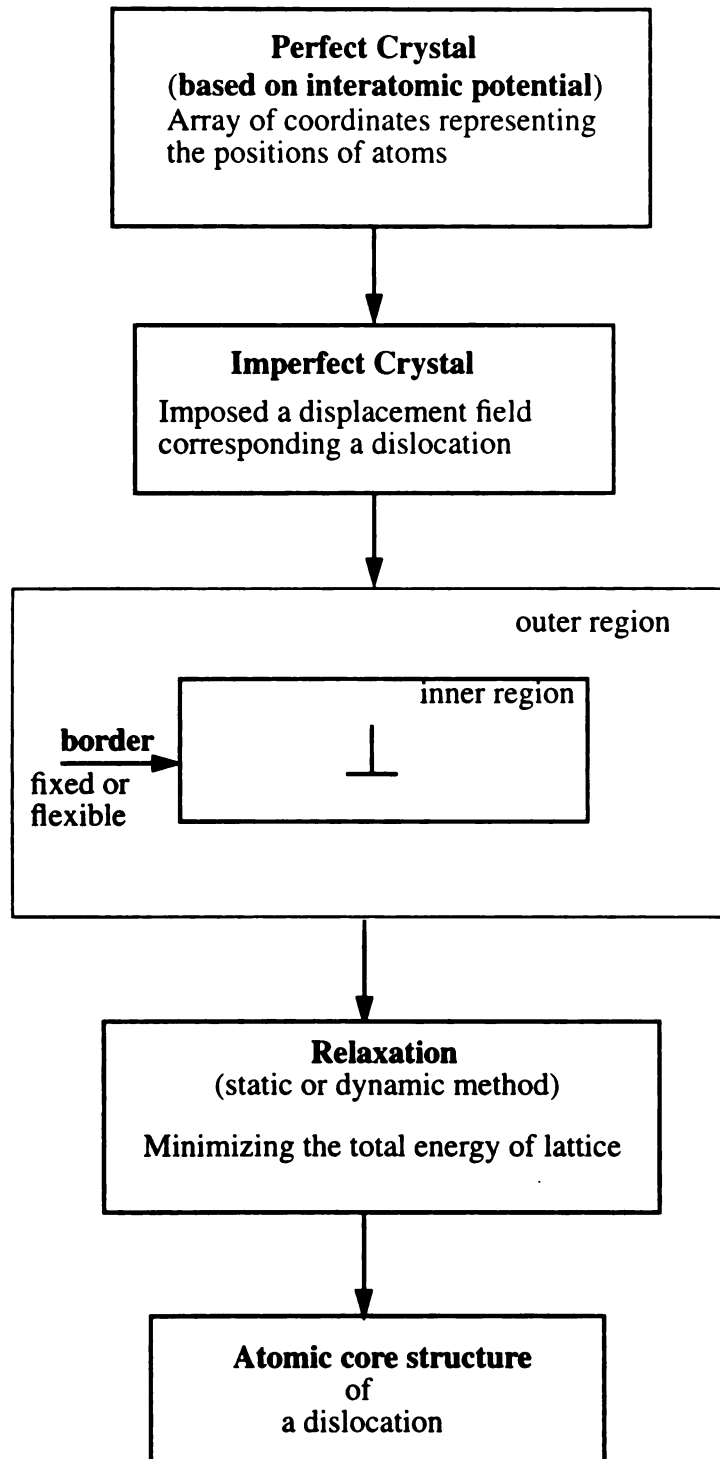 Perfect Crystal
(based on interatomic potential)
Array of coordinates representing
the positions of atoms
Imperfect Crystal
Imposed a displacement field
corresponding a dislocation
outer region
inner region
border
fixed or
flexible
Relaxation
(static or dynamic method)
Minimizing the total energy of lattice
Atomic core structure
of
a dislocation